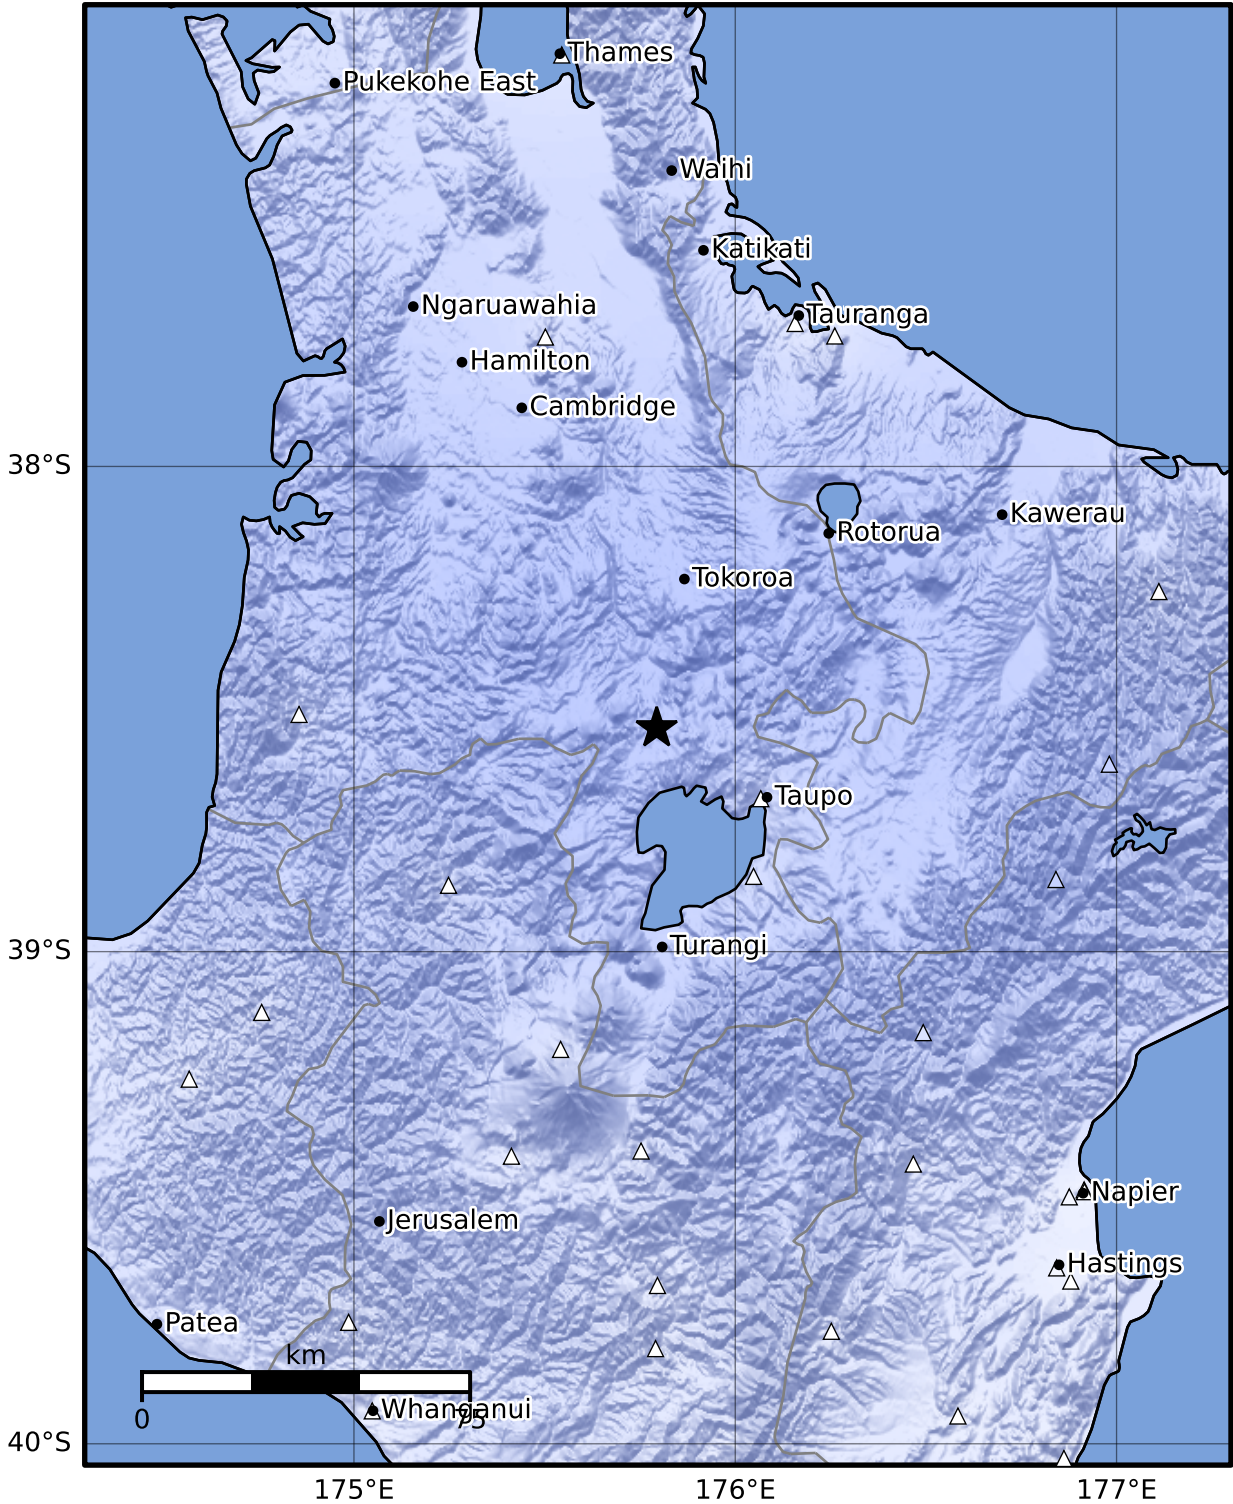 Thames
Pukekohe East
Waihi
Katikati
Ngaruawahia
Tauranga
Hamilton
Cambridge
38°S
Kawerau
Rotorua
Tokoroa
Taupo
Turangi
39°S
Napier
Jerusalem
Hastings
Patea
km
0
75
Whanganui
40°S
175°E
176°E
177°E